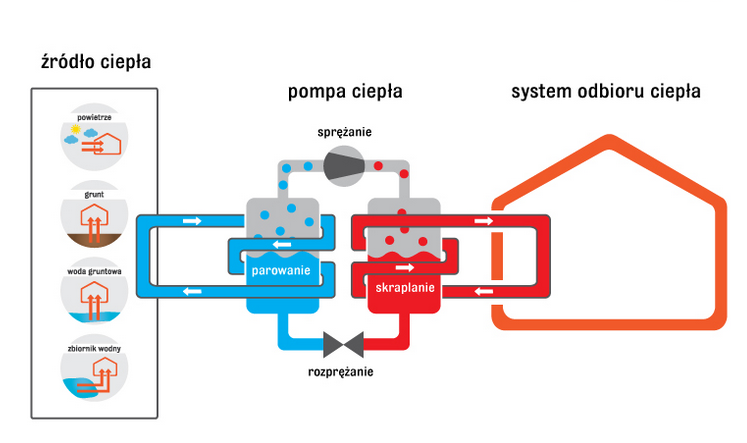 źródło ciepła
powietrze
grunt
woda gruntowa
zbiornik wodny
pompa ciepła
sprężanie
parowanie
skraplanie
rozprężanie
system odbioru ciepła